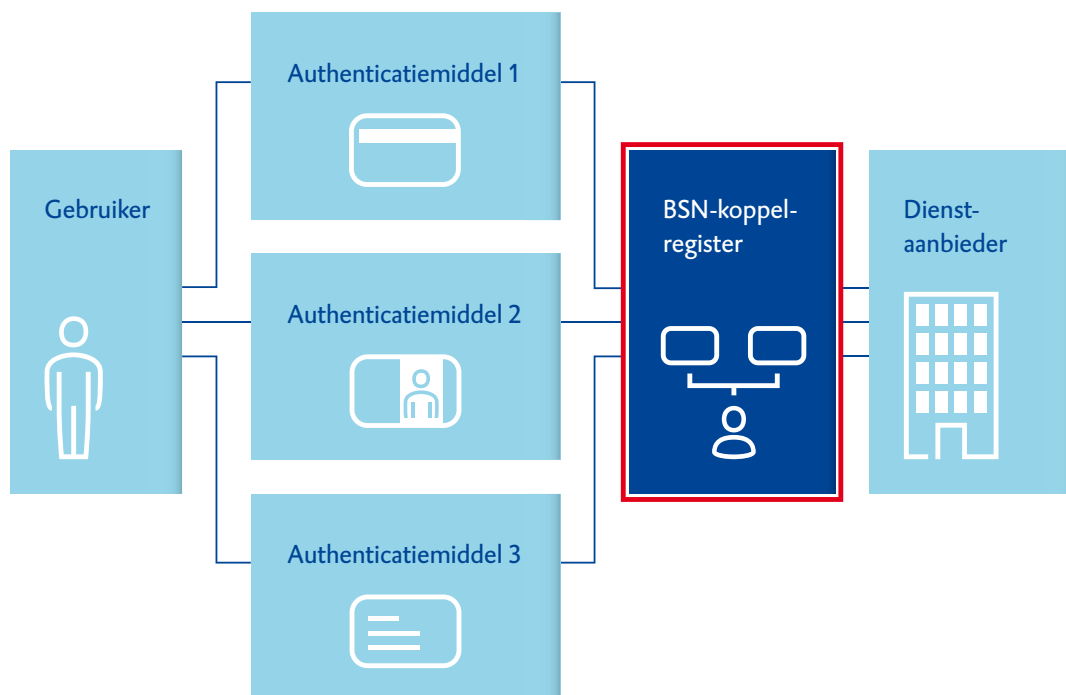 Authenticatiemiddel 1
Gebruiker
BSN-koppel-
register
Dienst-
aanbieder
Authenticatiemiddel 2
Authenticatiemiddel 3